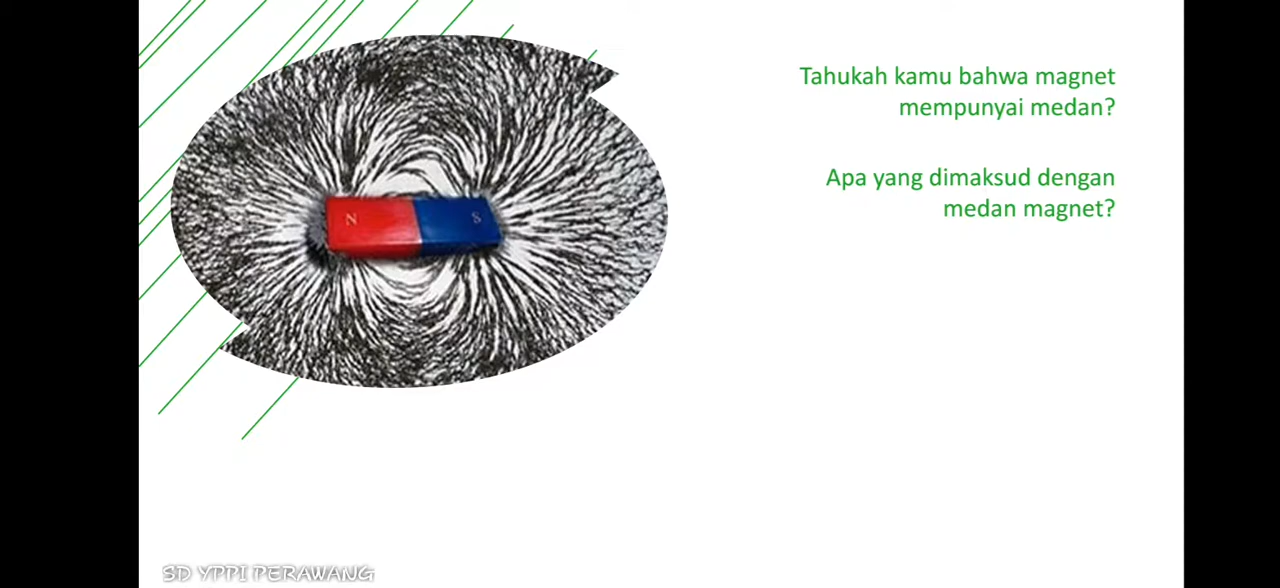 Tahukah kamu bahwa magnet
mempunyai medan?
Apa yang dimaksud dengan
medan magnet?
N
S
SD YPPI PERAWANG